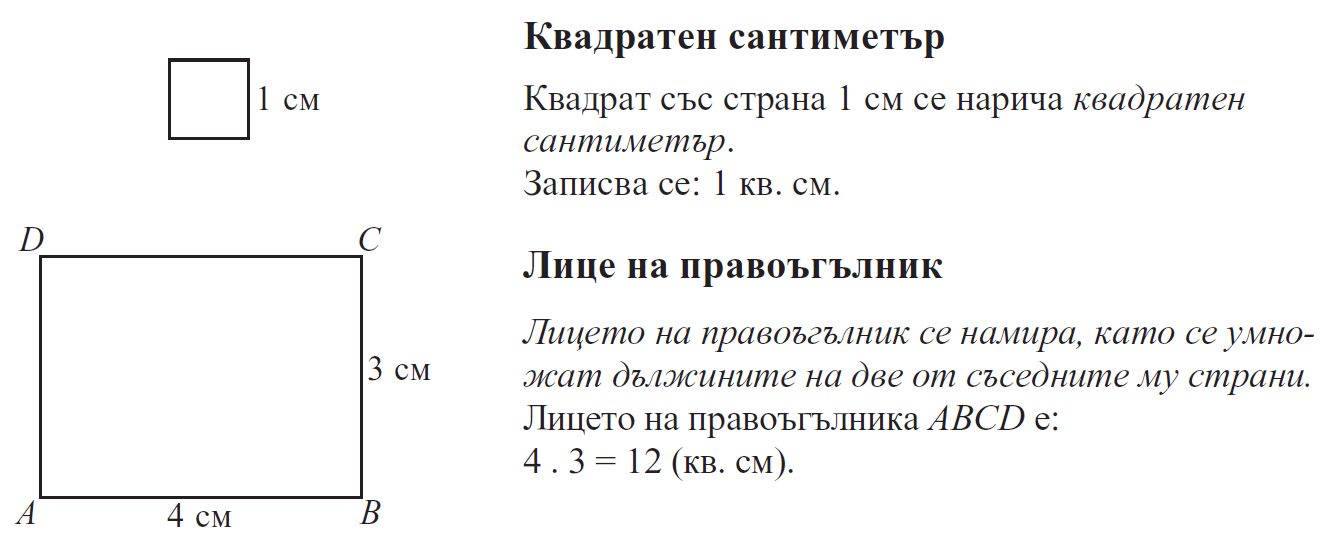 Квадратен сантиметър
1 см
Квадрат със страна 1 см се нарича квадратен
сантиметър.
Записва се: 1 кв. см.
D
C
3 см
A
4 см
B
Лице на правоъгълник
Лицето на правоъгълник се намира, като се умно-
жат дължините на две от съседните му страни.
Лицето на правоъгълника ABCD е:
4 . 3 = 12 (кв. см).